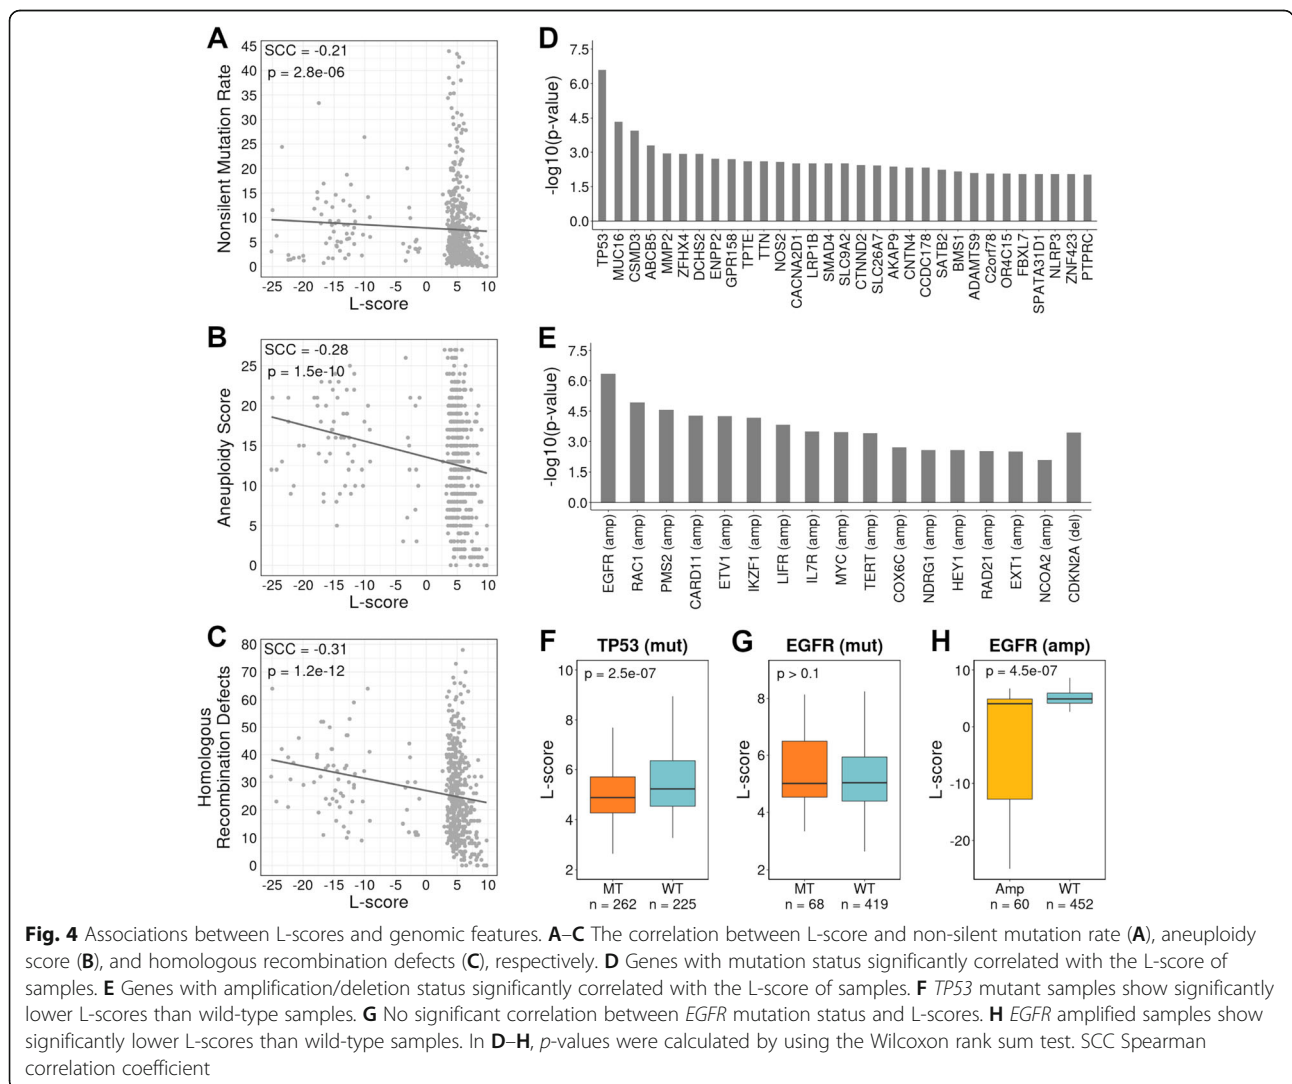 A
SCC = -0.21
p = 2.8e-06
Nonsilent Mutation Rate
45
40
35
30
25
20
15
10
5
0
-25 -20 -15 -10 -5 0 5 10
L-score
B
SCC = -0.28
p = 1.5e-10
Aneuploidy Score
25
20
15
10
5
0
-25 -20 -15 -10 -5 0 5 10
L-score
C
SCC = -0.31
p = 1.2e-12
Homologous
Recombination Defects
80
70
60
50
40
30
20
10
0
-25 -20 -15 -10 -5 0 5 10
L-score
D
-log10(p-value)
7.5
6.0
4.5
3.0
1.5
0.0
TP53
MUC16
CSMD3
ABCB5
MMP2
ZFHX4
DCHS2
ENPP2
GPR158
TPTE
TTN
NOS2
CACNA2D1
LRP1B
SMAD4
SLC9A2
CTNND2
SLC26A7
AKAP9
CNTN4
CCDC178
SATB2
BMS1
ADAMTS9
C2orf78
OR4C15
FBXL7
SPATA31D1
NLRP3
ZNF423
PTPRC
E
-log10(p-value)
7.5
6.0
4.5
3.0
1.5
0.0
EGFR (amp)
RAC1 (amp)
PMS2 (amp)
CARD11 (amp)
ETV1 (amp)
IKZF1 (amp)
LIFR (amp)
IL7R (amp)
MYC (amp)
TERT (amp)
COX6C (amp)
NDRG1 (amp)
HEY1 (amp)
RAD21 (amp)
EXT1 (amp)
NCOA2 (amp)
CDKN2A (del)
F
TP53 (mut)
p = 2.5e-07
L-score
10
8
6
4
2
MT WT
n = 262 n = 225
G
EGFR (mut)
p > 0.1
L-score
8
6
4
2
MT WT
n = 68 n = 419
H
EGFR (amp)
p = 4.5e-07
L-score
10
0
-10
-20
Amp WT
n = 60 n = 452
Fig. 4 Associations between L-scores and genomic features. A–C The correlation between L-score and non-silent mutation rate (A), aneuploidy
score (B), and homologous recombination defects (C), respectively. D Genes with mutation status significantly correlated with the L-score of
samples. E Genes with amplification/deletion status significantly correlated with the L-score of samples. F TP53 mutant samples show significantly
lower L-scores than wild-type samples. G No significant correlation between EGFR mutation status and L-scores. H EGFR amplified samples show
significantly lower L-scores than wild-type samples. In D–H, p-values were calculated by using the Wilcoxon rank sum test. SCC Spearman
correlation coefficient